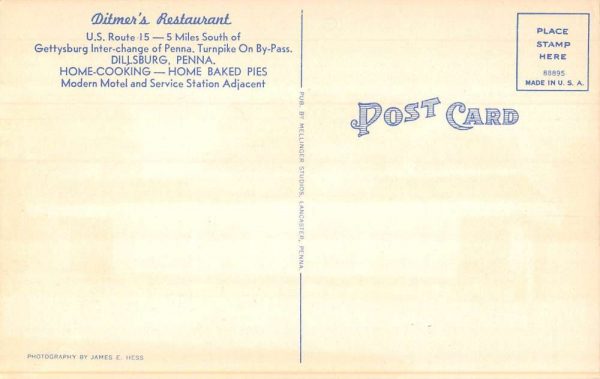 Ditmer's Restaurant
U.S. Route 15 — 5 Miles South of
Gettysburg Inter-change of Penna. Turnpike On By-Pass.
DILLSBURG, PENNA.
HOME-COOKING — HOME BAKED PIES
Modern Motel and Service Station Adjacent
PUB. BY MELLINGER STUDIOS, LANCASTER, PENNA.
POST CARD
PLACE
STAMP
HERE
88895
MADE IN U. S. A.
PHOTOGRAPHY BY JAMES E. HESS